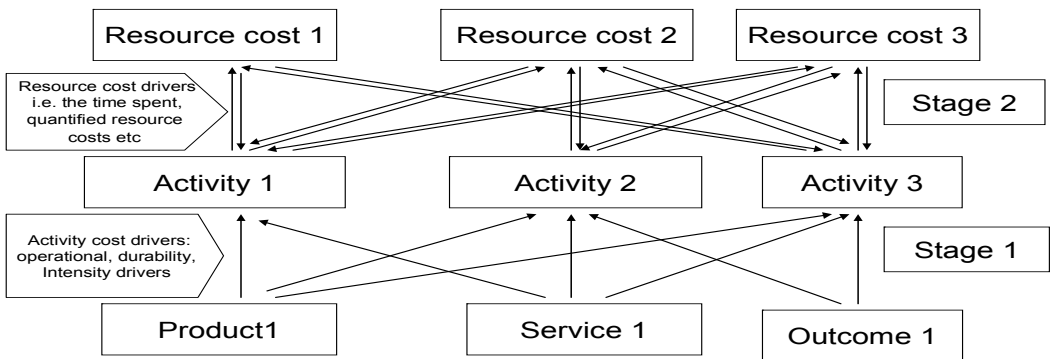 Resource cost 1
Resource cost 2
Resource cost 3
Resource cost drivers
i.e. the time spent,
quantified resource
costs etc
Stage 2
Activity 1
Activity 2
Activity 3
Activity cost drivers:
operational, durability,
Intensity drivers
Stage 1
Product1
Service 1
Outcome 1